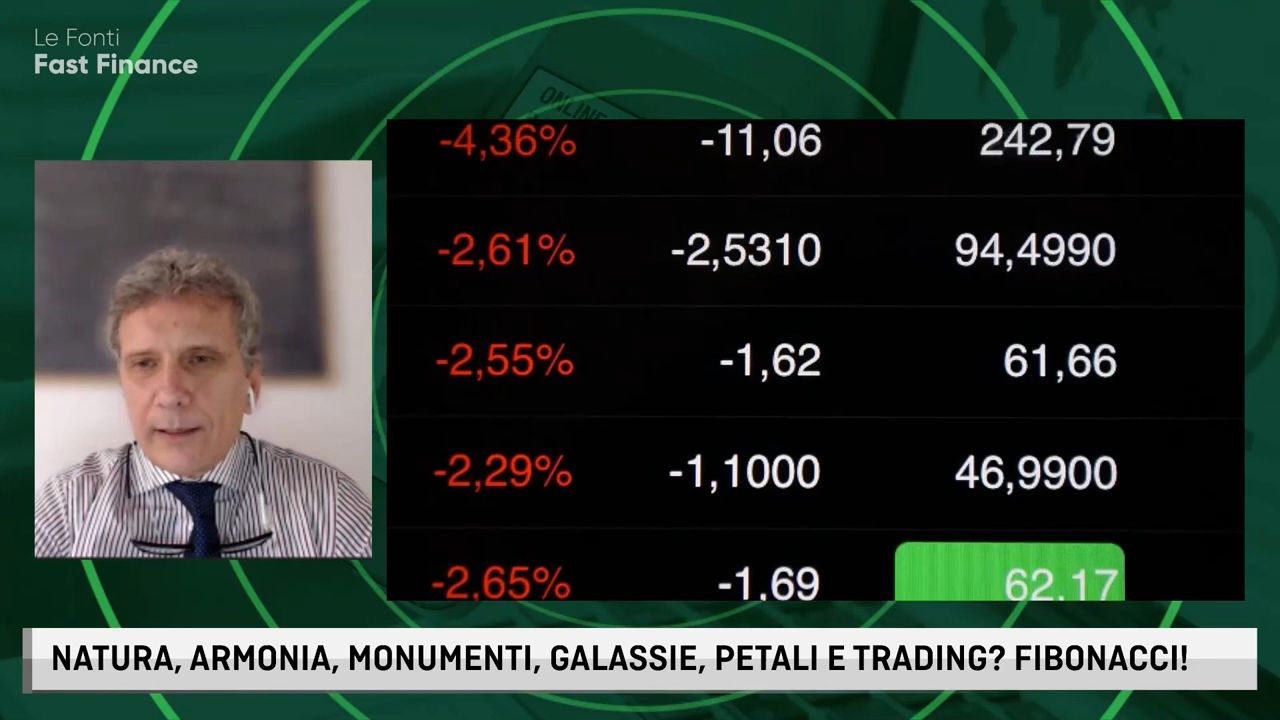 Le Fonti
Fast Finance
ONLINE
-4,36% -11,06 242,79
-2,61% -2,5310 94,4990
-2,55% -1,62 61,66
-2,29% -1,1000 46,9900
-2,65% -1,69 62,17
NATURA, ARMONIA, MONUMENTI, GALASSIE, PETALI E TRADING? FIBONACCI!